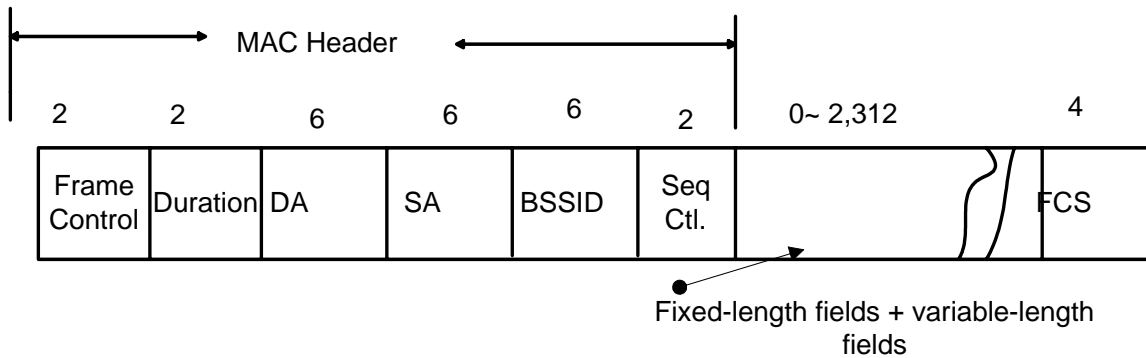 MAC Header
2 2 6 6 6 2 0~ 2,312 4
Frame
Control
Duration
DA
SA
BSSID
Seq
Ctl.
FCS
Fixed-length fields + variable-length
fields